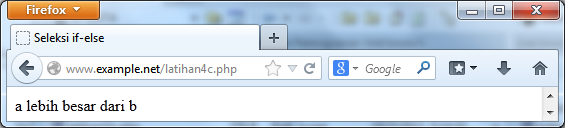 Firefox
Seleksi if-else
www.example.net/latihan4c.php
Google
a lebih besar dari b